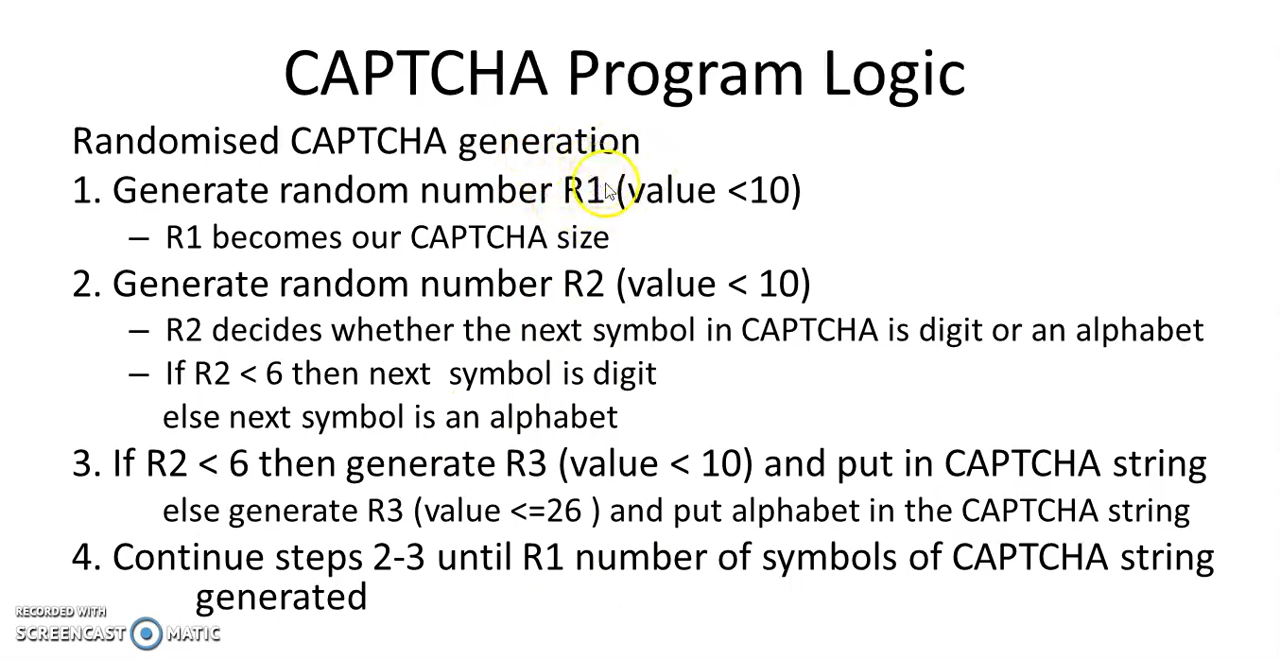 CAPTCHA Program Logic
Randomised CAPTCHA generation
1. Generate random number R1 (value <10)
– R1 becomes our CAPTCHA size
2. Generate random number R2 (value < 10)
– R2 decides whether the next symbol in CAPTCHA is digit or an alphabet
– If R2 < 6 then next symbol is digit
else next symbol is an alphabet
3. If R2 < 6 then generate R3 (value < 10) and put in CAPTCHA string
else generate R3 (value <=26 ) and put alphabet in the CAPTCHA string
4. Continue steps 2-3 until R1 number of symbols of CAPTCHA string
generated
RECORDED WITH
SCREENCAST MATIC